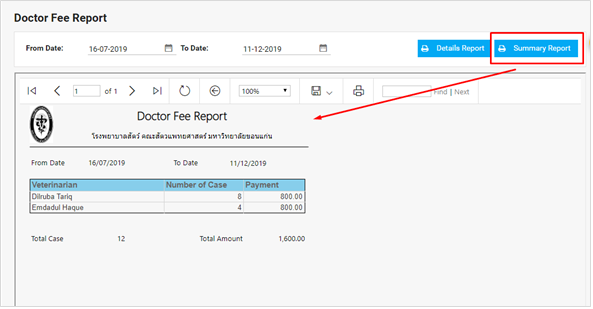 Doctor Fee Report
From Date: 16-07-2019 To Date: 11-12-2019 Details Report Summary Report
1 of 1 100% Find | Next
Doctor Fee Report
โรงพยาบาลสัตว์ คณะสัตวแพทยศาสตร์ มหาวิทยาลัยขอนแก่น
From Date 16/07/2019 To Date 11/12/2019
Veterinarian Number of Case Payment
Dilruba Tariq 8 800.00
Emdadul Haque 4 800.00
Total Case 12 Total Amount 1,600.00